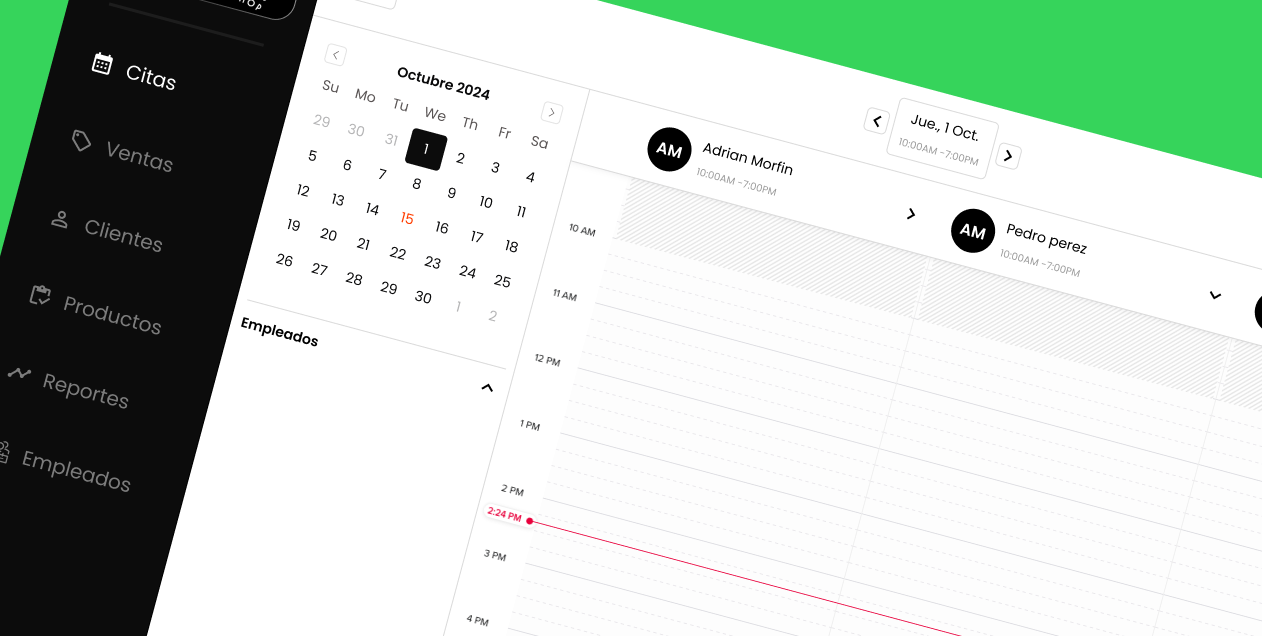 Citas
Ventas
Clientes
Productos
Reportes
Empleados
Octubre 2024
Su Mo Tu We Th Fr Sa
29 30 31 1 2 3 4
5 6 7 8 9 10 11
12 13 14 15 16 17 18
19 20 21 22 23 24 25
26 27 28 29 30 1 2
Empleados
Jue., 1 Oct.
10:00AM -7:00PM
AM
Adrian Morfin
10:00AM -7:00PM
AM
Pedro perez
10:00AM -7:00PM
10 AM
11 AM
12 PM
1 PM
2 PM
2:24 PM
3 PM
4 PM